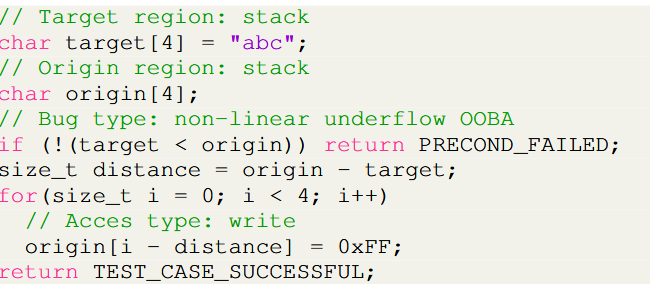 // Target region: stack
char target[4] = "abc";
// Origin region: stack
char origin[4];
// Bug type: non-linear underflow OOBA
if (!(target < origin)) return PRECOND_FAILED;
size_t distance = origin - target;
for(size_t i = 0; i < 4; i++)
// Acces type: write
origin[i - distance] = 0xFF;
return TEST_CASE_SUCCESSFUL;